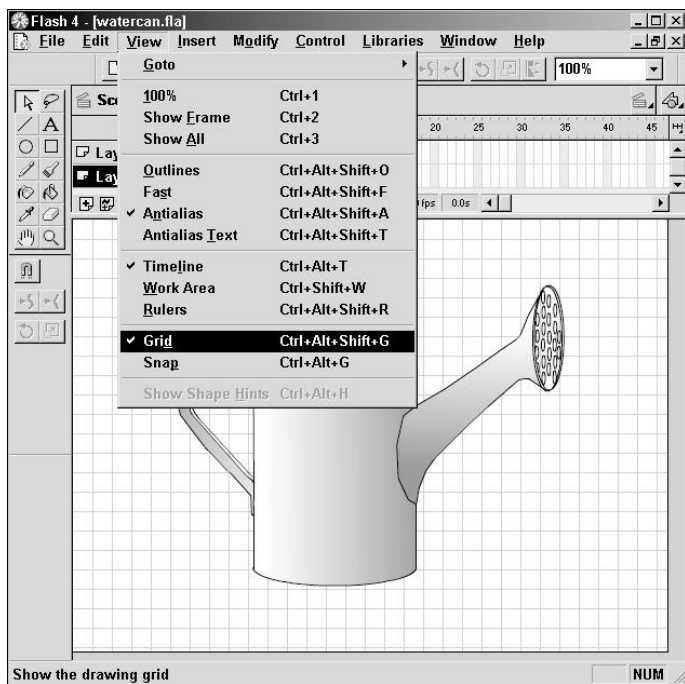 Flash 4 - [watercan.fla]
File Edit View Insert Modify Control Libraries Window Help
Goto
100%
100% Ctrl+1
Show Frame Ctrl+2
Show All Ctrl+3
Outlines Ctrl+Alt+Shift+O
Fast Ctrl+Alt+Shift+F
Antialias Ctrl+Alt+Shift+A
Antialias Text Ctrl+Alt+Shift+T
Timeline Ctrl+Alt+T
Work Area Ctrl+Shift+W
Rulers Ctrl+Alt+Shift+R
Grid Ctrl+Alt+Shift+G
Snap Ctrl+Alt+G
Show Shape Hints Ctrl+Alt+H
A
Sce
20 25 30 35 40 45
Lay
Lay
fps 0.0s
Show the drawing grid
NUM